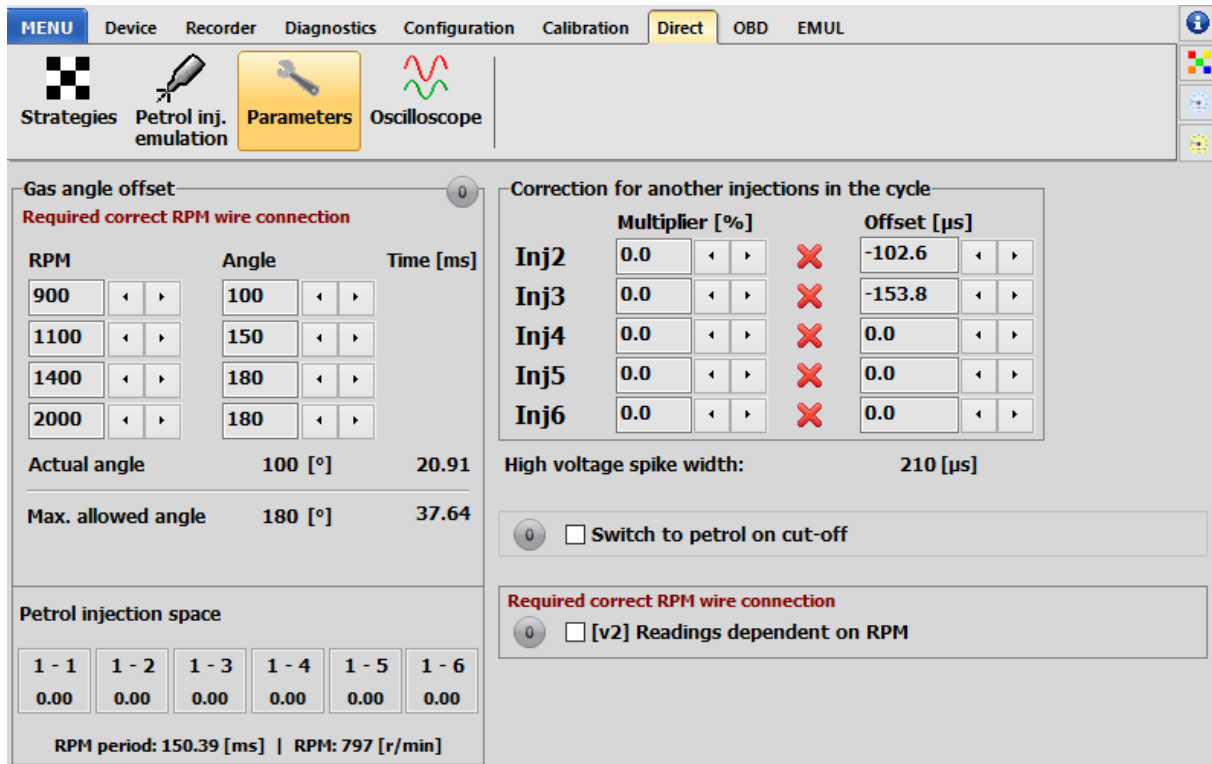 MENU Device Recorder Diagnostics Configuration Calibration Direct OBD EMUL
Strategies Petrol inj. emulation Parameters Oscilloscope
Gas angle offset 0
Required correct RPM wire connection
RPM Angle Time [ms]
900 100
1100 150
1400 180
2000 180
Actual angle 100 [º] 20.91
Max. allowed angle 180 [º] 37.64
Petrol injection space
1 - 1 1 - 2 1 - 3 1 - 4 1 - 5 1 - 6
0.00 0.00 0.00 0.00 0.00 0.00
RPM period: 150.39 [ms] | RPM: 797 [r/min]
Correction for another injections in the cycle
Multiplier [%] Offset [µs]
Inj2 0.0 -102.6
Inj3 0.0 -153.8
Inj4 0.0 0.0
Inj5 0.0 0.0
Inj6 0.0 0.0
High voltage spike width: 210 [µs]
0 Switch to petrol on cut-off
Required correct RPM wire connection
0 [v2] Readings dependent on RPM